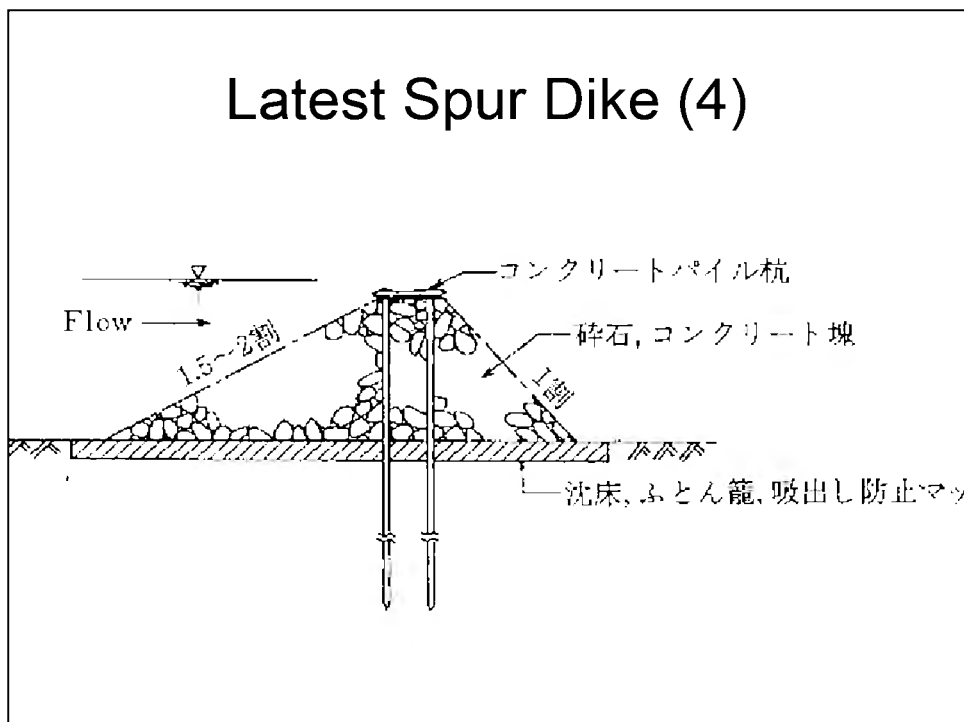 Latest Spur Dike (4)
コンクリートパイル杭
Flow
1.5〜2割
砕石, コンクリート塊
1割
沈床, ふとん籠, 吸出し防止マッ